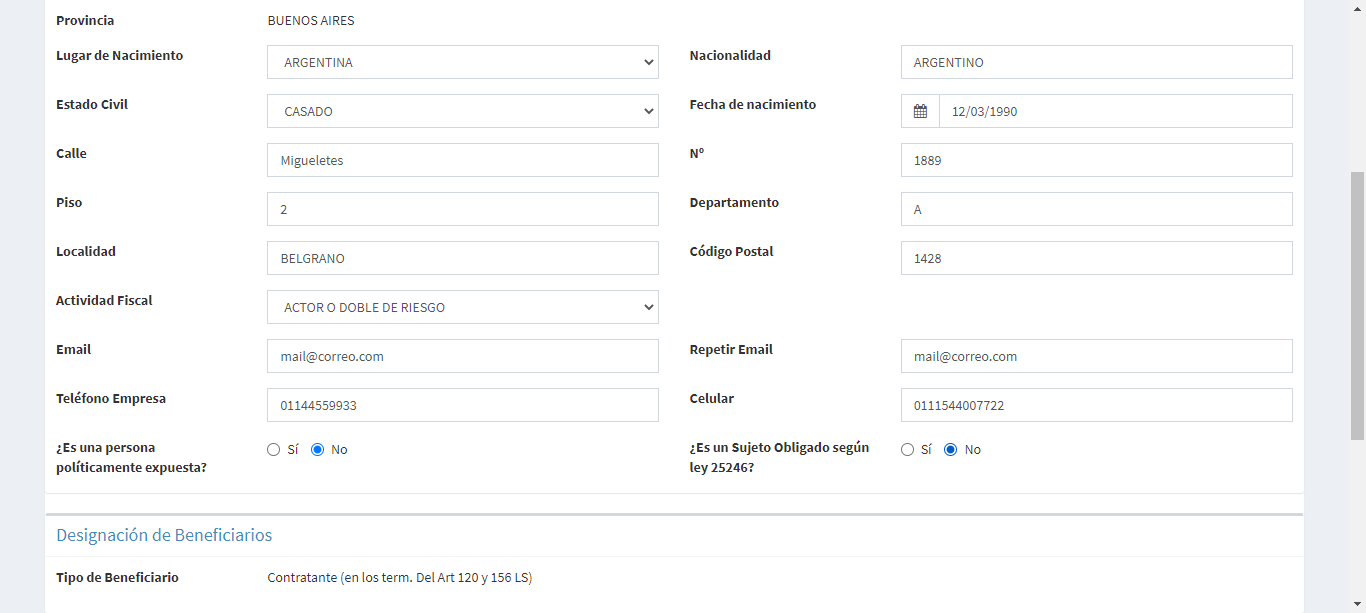 Provincia BUENOS AIRES
Lugar de Nacimiento ARGENTINA Nacionalidad ARGENTINO
Estado Civil CASADO Fecha de nacimiento 12/03/1990
Calle Migueletes Nº 1889
Piso 2 Departamento A
Localidad BELGRANO Código Postal 1428
Actividad Fiscal ACTOR O DOBLE DE RIESGO
Email mail@correo.com Repetir Email mail@correo.com
Teléfono Empresa 01144559933 Celular 0111544007722
¿Es una persona políticamente expuesta? Sí No ¿Es un Sujeto Obligado según ley 25246? Sí No
Designación de Beneficiarios
Tipo de Beneficiario Contratante (en los term. Del Art 120 y 156 LS)